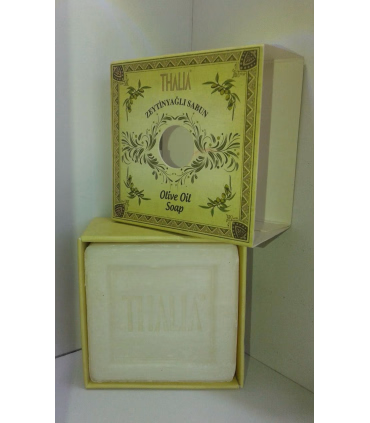 THALIA
ZEYTİNYAĞLI SABUN
Olive Oil
Soap
THALIA